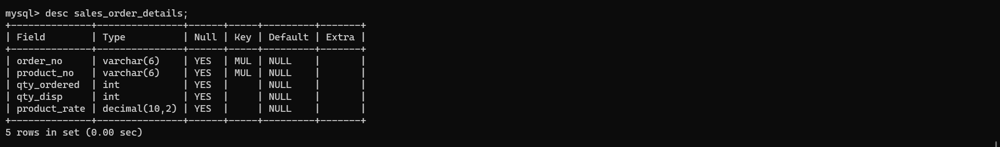 mysql> desc sales_order_details;
+--------------+---------------+------+-----+---------+-------+
| Field        | Type          | Null | Key | Default | Extra |
+--------------+---------------+------+-----+---------+-------+
| order_no     | varchar(6)    | YES  | MUL | NULL    |       |
| product_no   | varchar(6)    | YES  | MUL | NULL    |       |
| qty_ordered  | int           | YES  |     | NULL    |       |
| qty_disp     | int           | YES  |     | NULL    |       |
| product_rate | decimal(10,2) | YES  |     | NULL    |       |
+--------------+---------------+------+-----+---------+-------+
5 rows in set (0.00 sec)